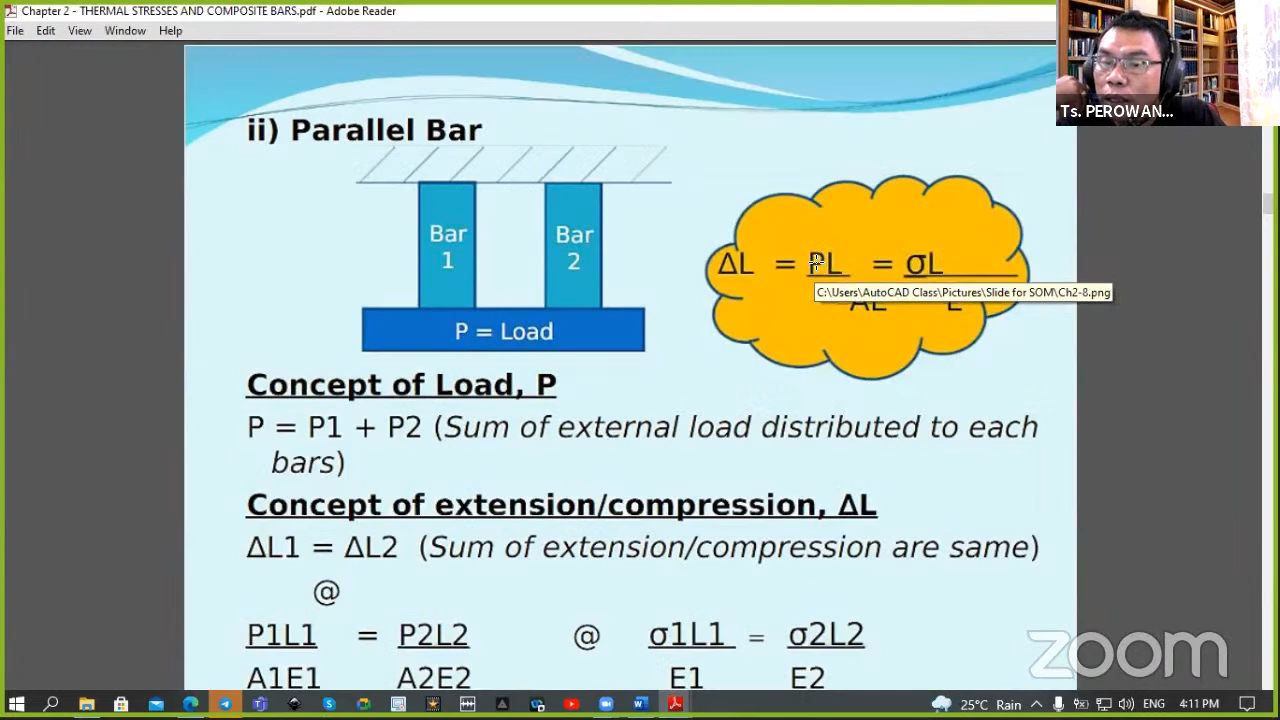 Chapter 2 - THERMAL STRESSES AND COMPOSITE BARS.pdf - Adobe Reader
File Edit View Window Help
Ts. PEROWAN...
ii) Parallel Bar
Bar 1
Bar 2
P = Load
ΔL = PL = σL
AE E
C:\Users\AutoCAD Class\Pictures\Slide for SOM\Ch2-8.png
Concept of Load, P
P = P1 + P2 (Sum of external load distributed to each
bars)
Concept of extension/compression, ΔL
ΔL1 = ΔL2 (Sum of extension/compression are same)
@
P1L1 = P2L2 @ σ1L1 = σ2L2
A1E1 A2E2 E1 E2
zoom
25°C Rain ENG 4:11 PM